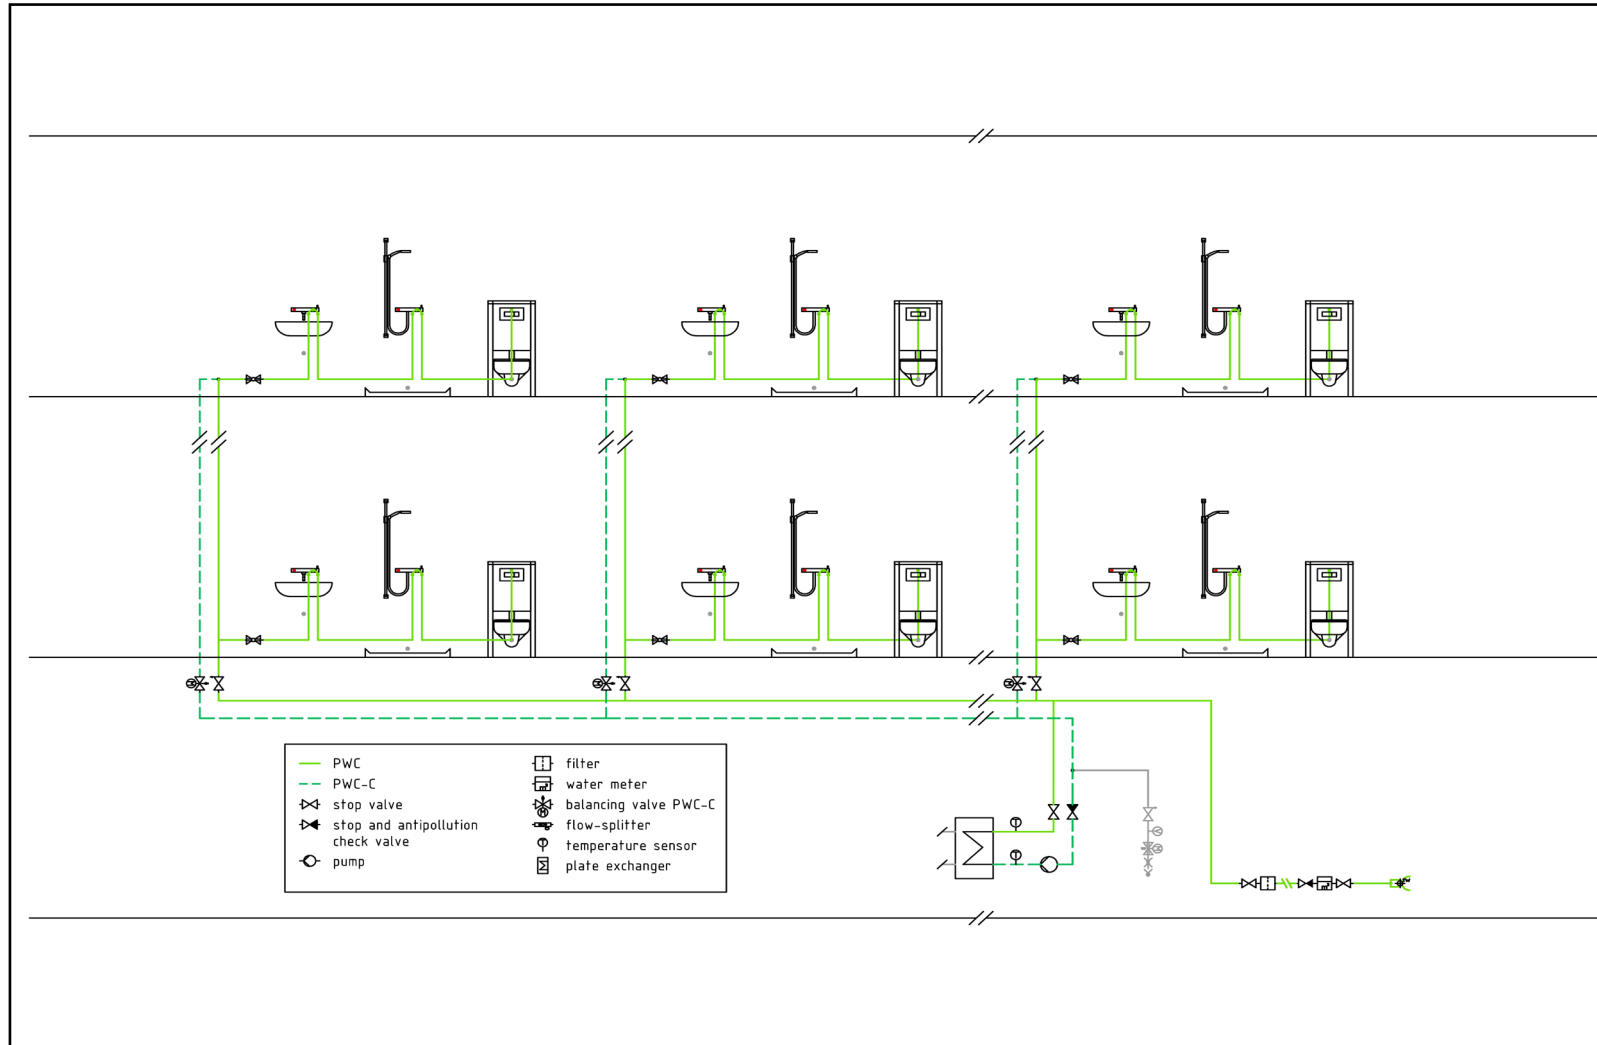 PWC
PWC-C
stop valve
stop and antipollution
check valve
pump
filter
water meter
balancing valve PWC-C
flow-splitter
temperature sensor
plate exchanger